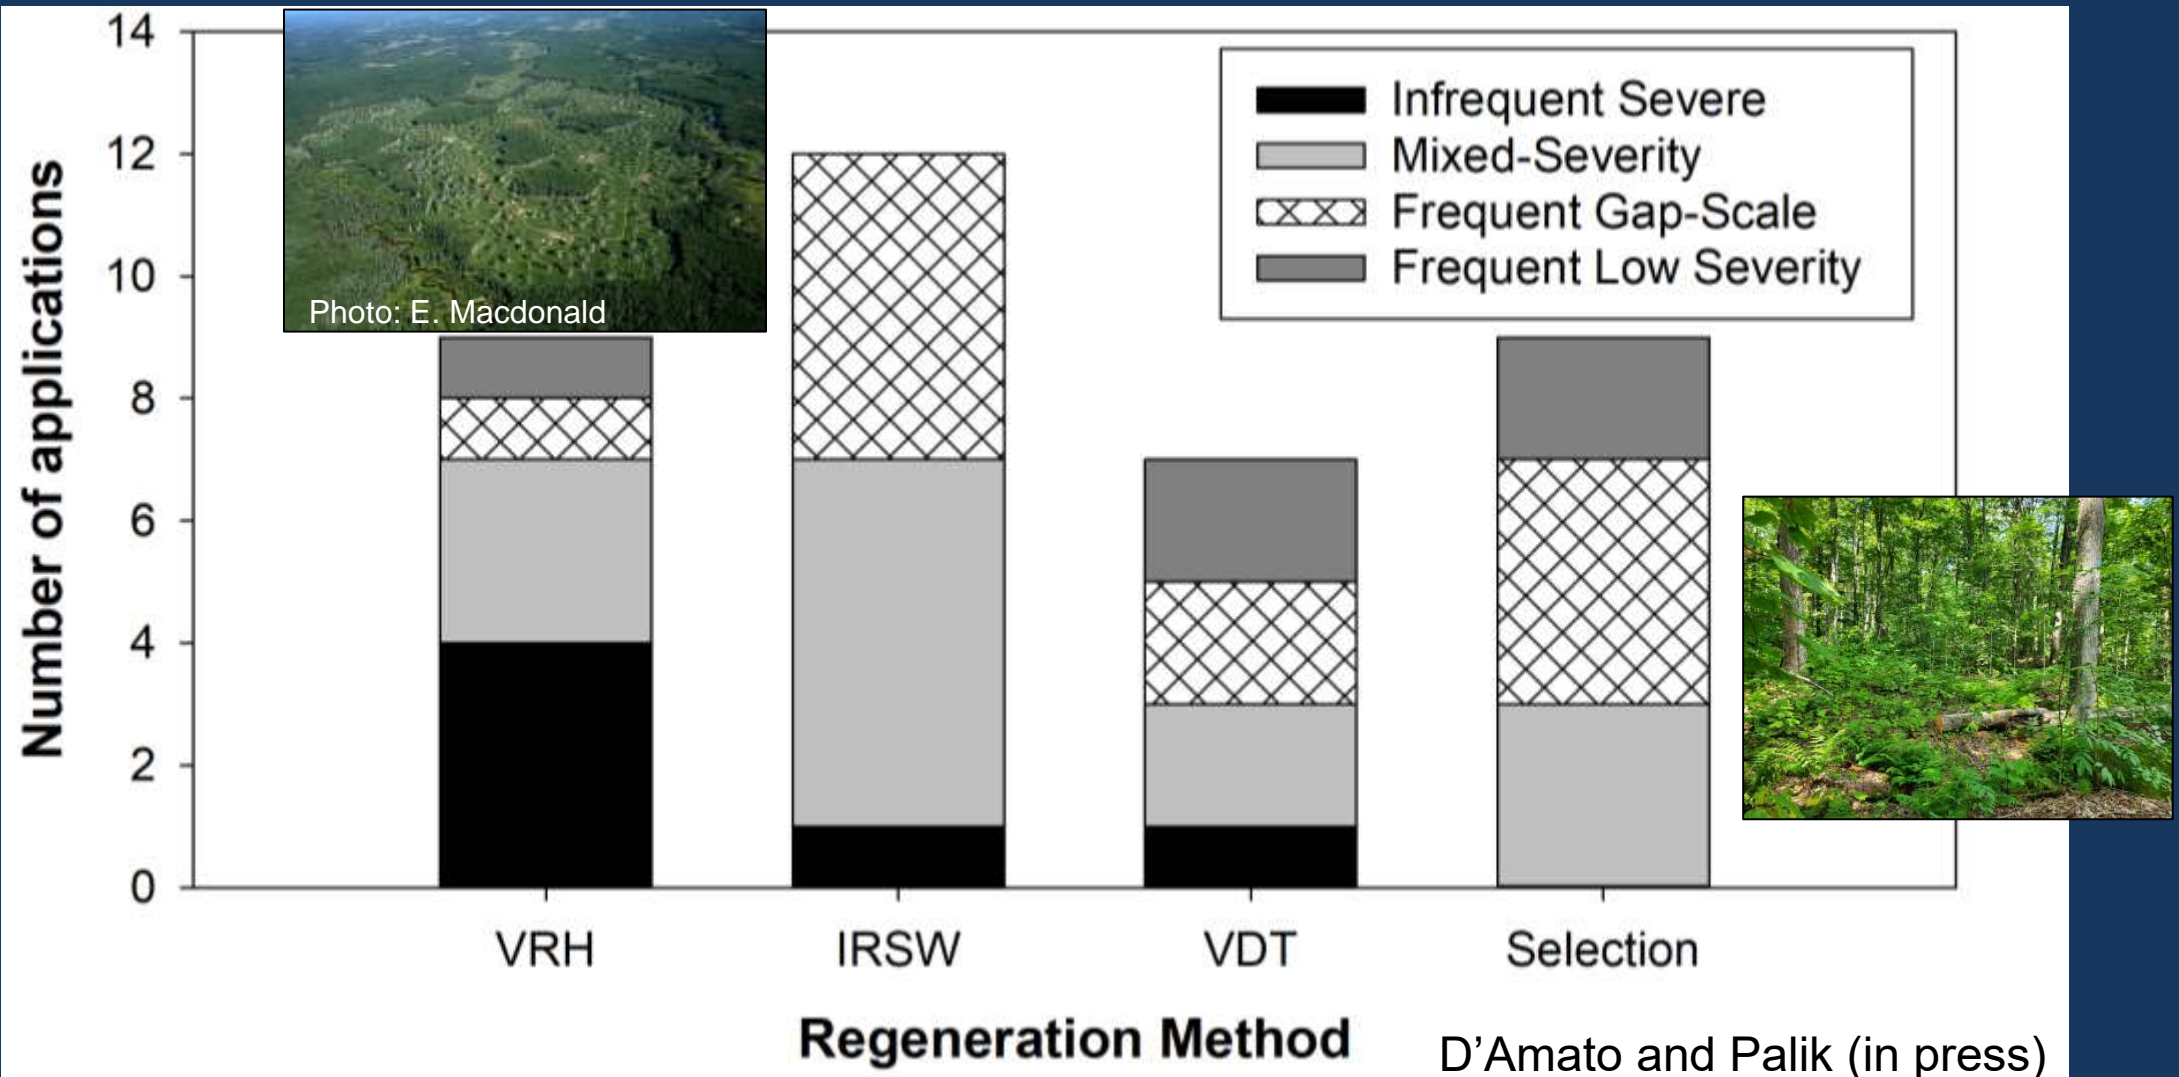 Number of applications
14
12
10
8
6
4
2
0
Photo: E. Macdonald
Infrequent Severe
Mixed-Severity
Frequent Gap-Scale
Frequent Low Severity
VRH
IRSW
VDT
Selection
Regeneration Method
D’Amato and Palik (in press)